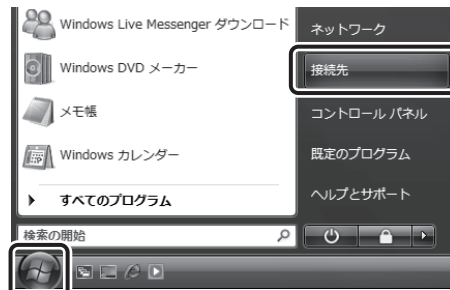 Windows Live Messenger ダウンロード
Windows DVD メーカー
メモ帳
Windows カレンダー
すべてのプログラム
検索の開始
ネットワーク
接続先
コントロール パネル
既定のプログラム
ヘルプとサポート